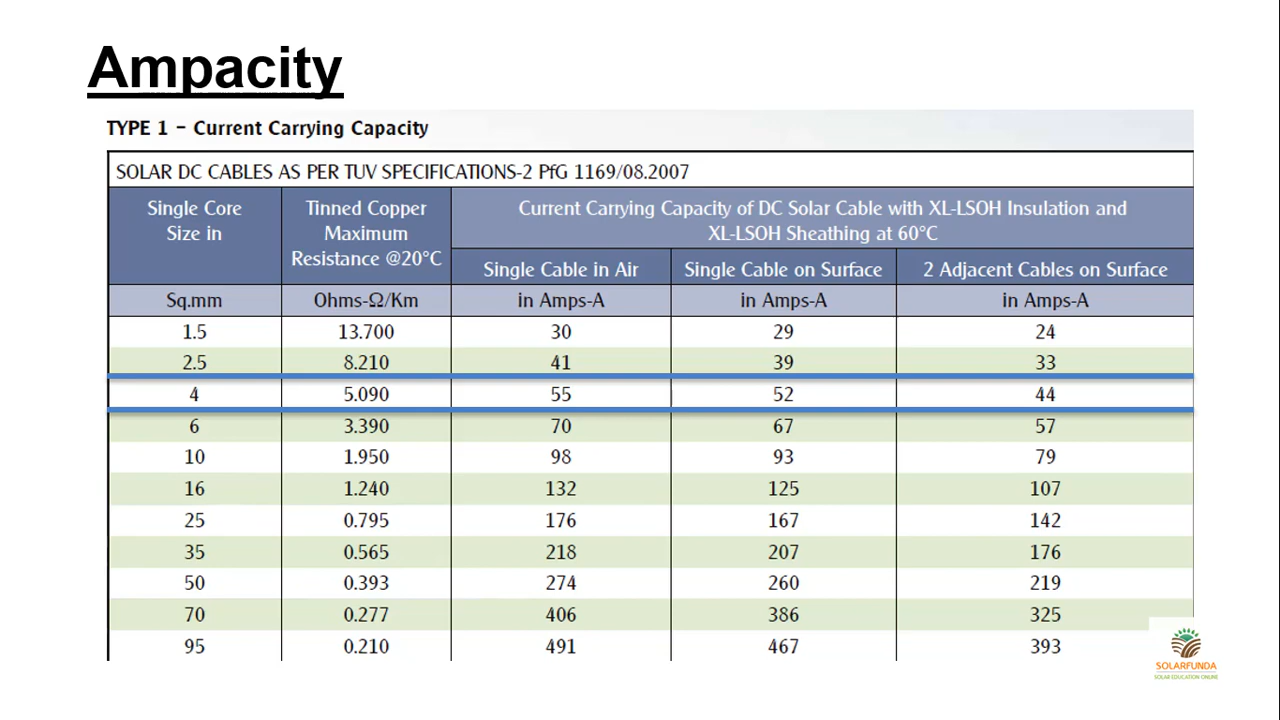 Ampacity
TYPE 1 – Current Carrying Capacity
SOLAR DC CABLES AS PER TUV SPECIFICATIONS-2 PfG 1169/08.2007
Single Core Size in | Tinned Copper Maximum Resistance @20°C | Current Carrying Capacity of DC Solar Cable with XL-LSOH Insulation and XL-LSOH Sheathing at 60°C
Single Cable in Air | Single Cable on Surface | 2 Adjacent Cables on Surface
Sq.mm | Ohms-Ω/Km | in Amps-A | in Amps-A | in Amps-A
1.5 | 13.700 | 30 | 29 | 24
2.5 | 8.210 | 41 | 39 | 33
4 | 5.090 | 55 | 52 | 44
6 | 3.390 | 70 | 67 | 57
10 | 1.950 | 98 | 93 | 79
16 | 1.240 | 132 | 125 | 107
25 | 0.795 | 176 | 167 | 142
35 | 0.565 | 218 | 207 | 176
50 | 0.393 | 274 | 260 | 219
70 | 0.277 | 406 | 386 | 325
95 | 0.210 | 491 | 467 | 393
SOLARFUNDA
SOLAR EDUCATION ONLINE